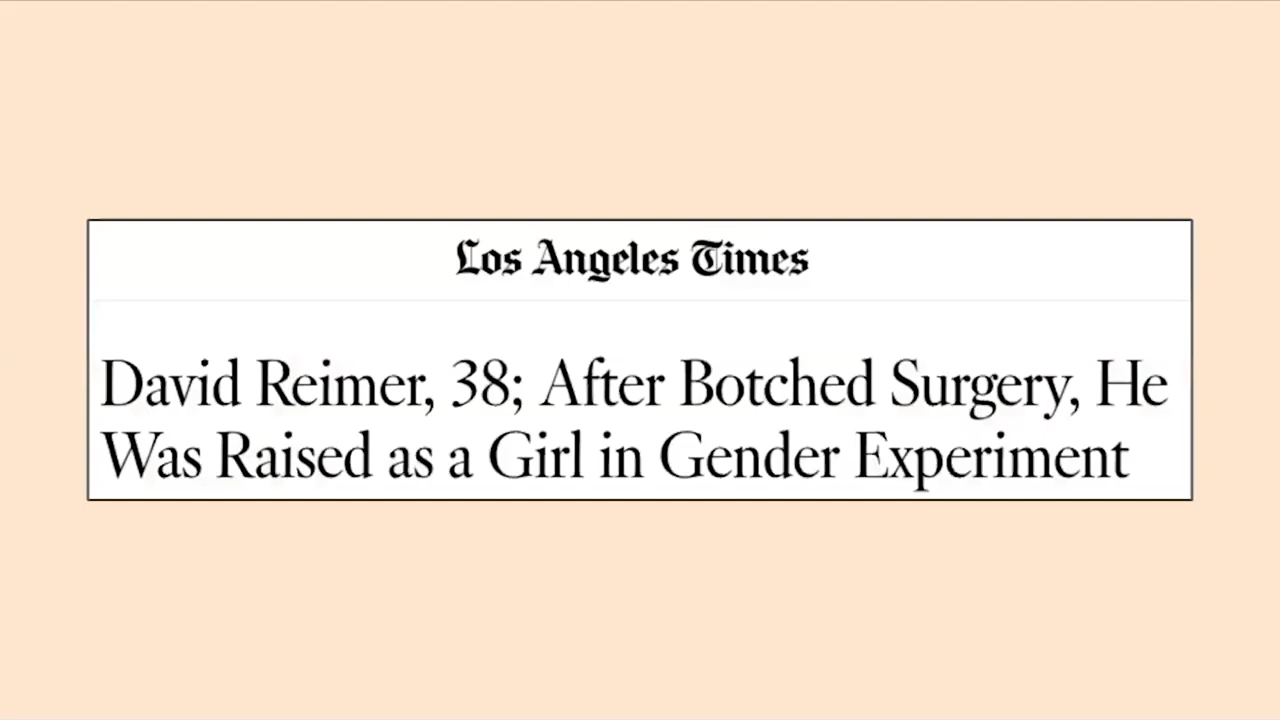 Los Angeles Times
David Reimer, 38; After Botched Surgery, He
Was Raised as a Girl in Gender Experiment